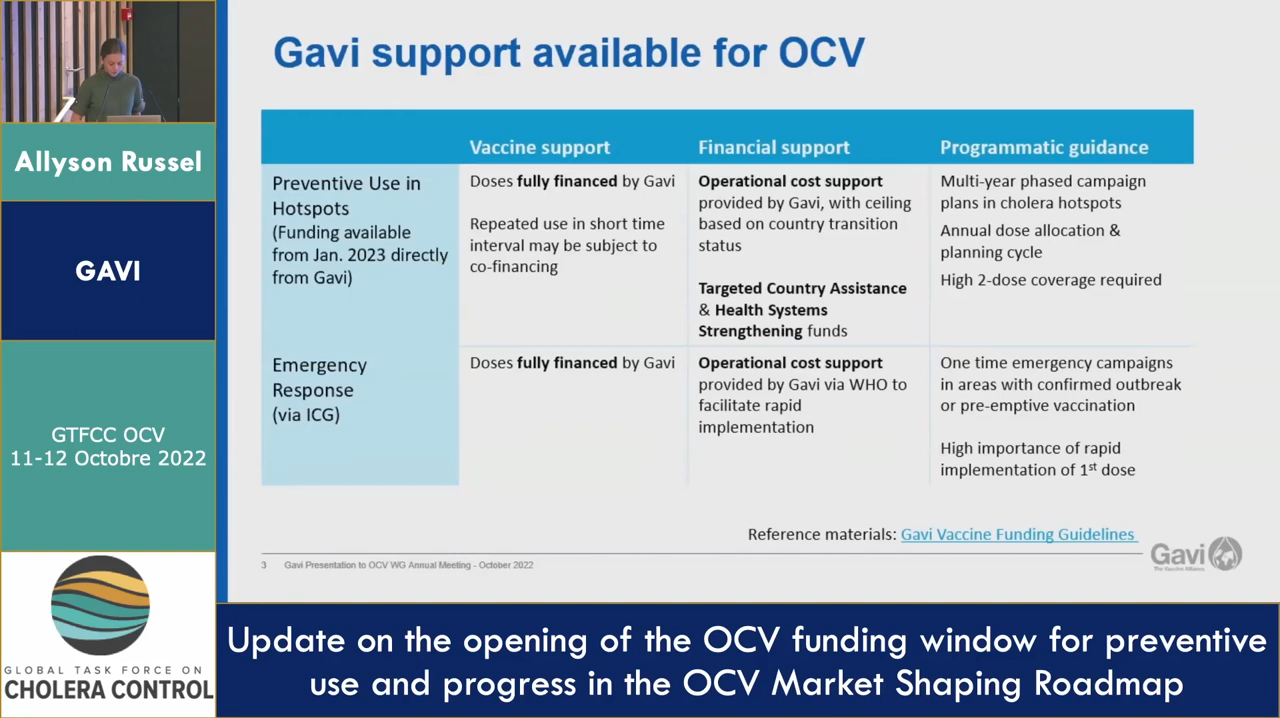 Gavi support available for OCV
Allyson Russel
GAVI
GTFCC OCV
11-12 Octobre 2022
GLOBAL TASK FORCE ON
CHOLERA CONTROL
Vaccine support
Financial support
Programmatic guidance
Preventive Use in
Hotspots
(Funding available
from Jan. 2023 directly
from Gavi)
Doses fully financed by Gavi
Repeated use in short time
interval may be subject to
co-financing
Operational cost support
provided by Gavi, with ceiling
based on country transition
status
Targeted Country Assistance
& Health Systems
Strengthening funds
Multi-year phased campaign
plans in cholera hotspots
Annual dose allocation &
planning cycle
High 2-dose coverage required
Emergency
Response
(via ICG)
Doses fully financed by Gavi
Operational cost support
provided by Gavi via WHO to
facilitate rapid
implementation
One time emergency campaigns
in areas with confirmed outbreak
or pre-emptive vaccination
High importance of rapid
implementation of 1st dose
Reference materials: Gavi Vaccine Funding Guidelines
3 Gavi Presentation to OCV WG Annual Meeting - October 2022
Gavi
The Vaccine Alliance
Update on the opening of the OCV funding window for preventive
use and progress in the OCV Market Shaping Roadmap